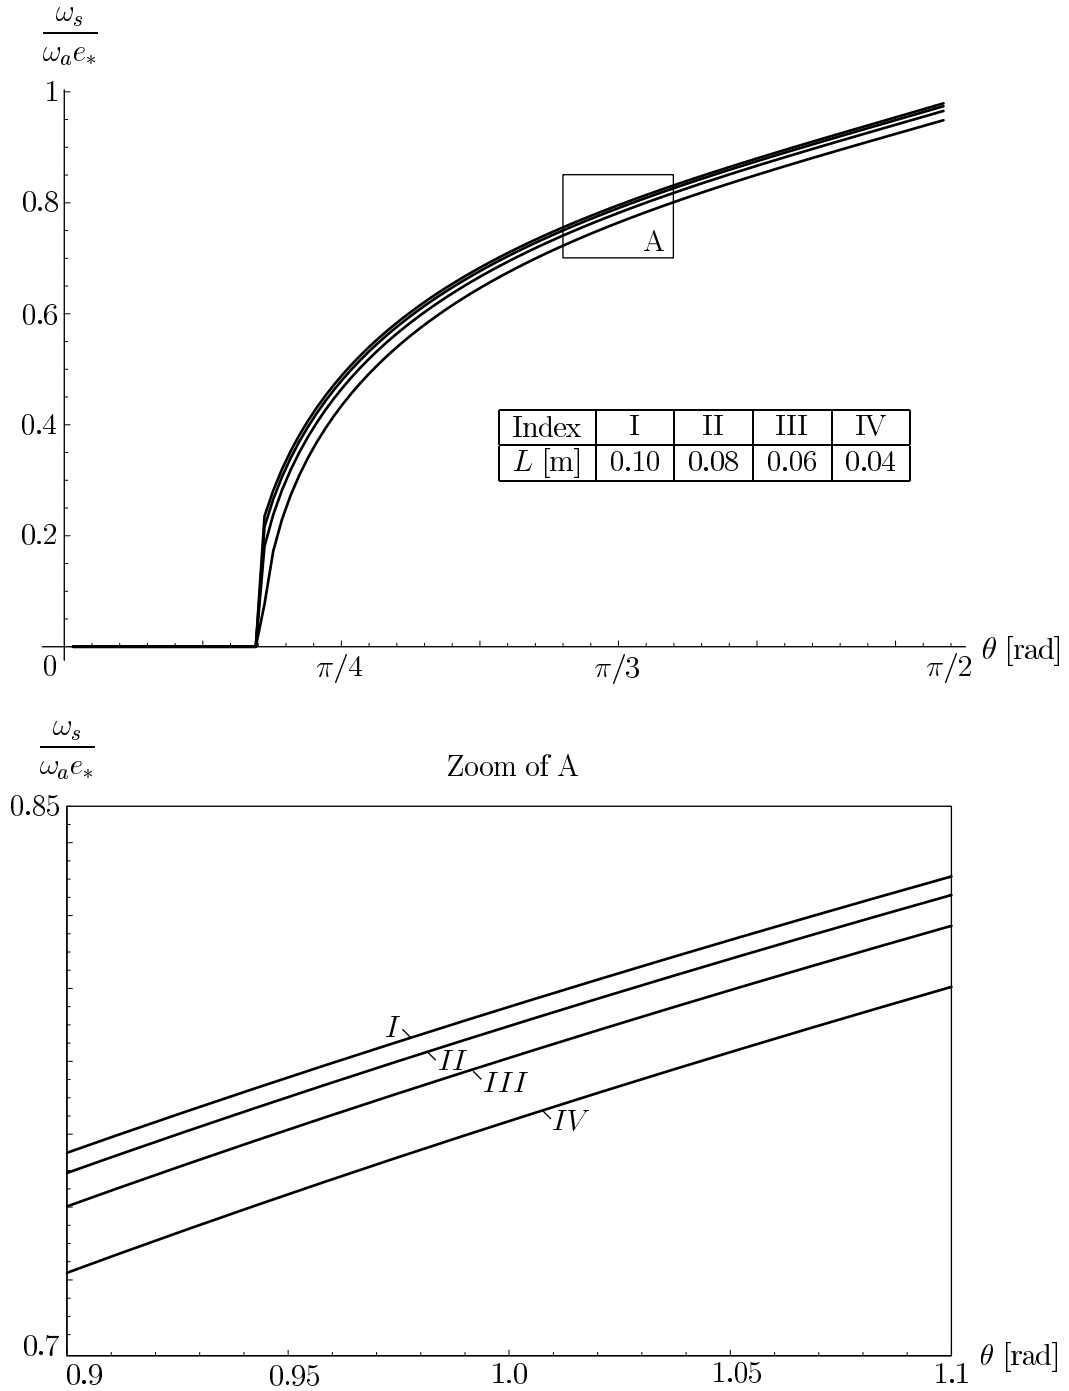 ω_s
ω_a e_*
1
0.8
A
0.6
0.4
Index I II III IV
L [m] 0.10 0.08 0.06 0.04
0.2
0 π/4 π/3 π/2 θ [rad]
ω_s
ω_a e_*
Zoom of A
0.85
I
II
III
IV
0.7
0.9 0.95 1.0 1.05 1.1 θ [rad]